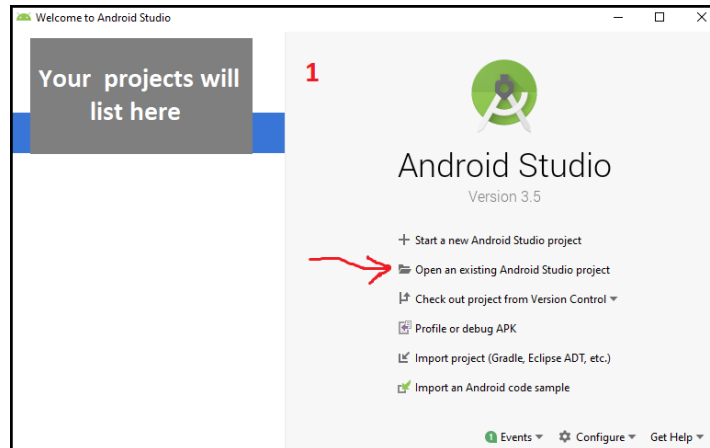 Welcome to Android Studio
Your projects will
list here
1
Android Studio
Version 3.5
Start a new Android Studio project
Open an existing Android Studio project
Check out project from Version Control
Profile or debug APK
Import project (Gradle, Eclipse ADT, etc.)
Import an Android code sample
1 Events Configure Get Help